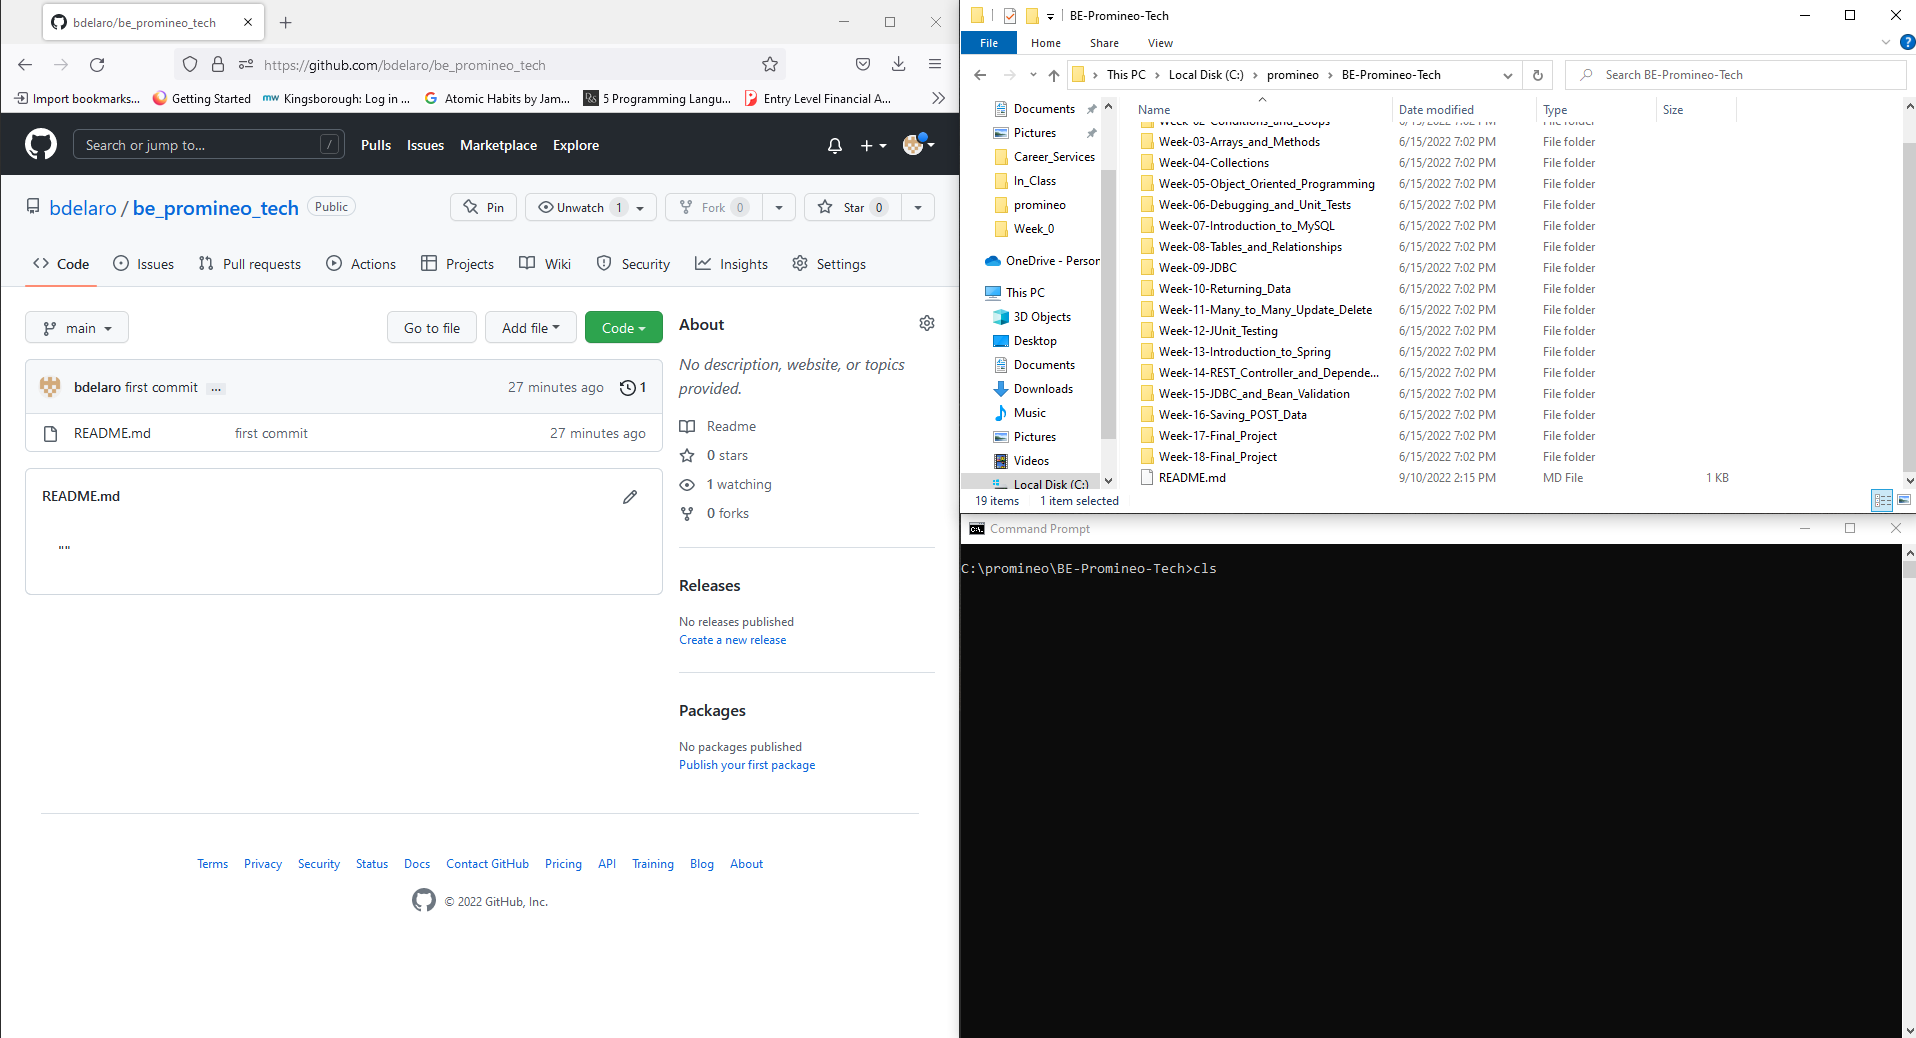 bdelaro/be_promineo_tech
https://github.com/bdelaro/be_promineo_tech
Import bookmarks... Getting Started Kingsborough: Log in ... Atomic Habits by Jam... 5 Programming Langu... Entry Level Financial A...
Search or jump to... / Pulls Issues Marketplace Explore
bdelaro / be_promineo_tech Public Pin Unwatch 1 Fork 0 Star 0
Code Issues Pull requests Actions Projects Wiki Security Insights Settings
main Go to file Add file Code
bdelaro first commit ... 27 minutes ago 1
README.md first commit 27 minutes ago
README.md
""
About
No description, website, or topics
provided.
Readme
0 stars
1 watching
0 forks
Releases
No releases published
Create a new release
Packages
No packages published
Publish your first package
Terms Privacy Security Status Docs Contact GitHub Pricing API Training Blog About
© 2022 GitHub, Inc.
BE-Promineo-Tech
File Home Share View
This PC Local Disk (C:) promineo BE-Promineo-Tech Search BE-Promineo-Tech
Documents
Pictures
Career_Services
In_Class
promineo
Week_0
OneDrive - Person
This PC
3D Objects
Desktop
Documents
Downloads
Music
Pictures
Videos
Local Disk (C:)
Name Date modified Type Size
Week-02-Conditions_and_Loops 6/15/2022 7:02 PM File folder
Week-03-Arrays_and_Methods 6/15/2022 7:02 PM File folder
Week-04-Collections 6/15/2022 7:02 PM File folder
Week-05-Object_Oriented_Programming 6/15/2022 7:02 PM File folder
Week-06-Debugging_and_Unit_Tests 6/15/2022 7:02 PM File folder
Week-07-Introduction_to_MySQL 6/15/2022 7:02 PM File folder
Week-08-Tables_and_Relationships 6/15/2022 7:02 PM File folder
Week-09-JDBC 6/15/2022 7:02 PM File folder
Week-10-Returning_Data 6/15/2022 7:02 PM File folder
Week-11-Many_to_Many_Update_Delete 6/15/2022 7:02 PM File folder
Week-12-JUnit_Testing 6/15/2022 7:02 PM File folder
Week-13-Introduction_to_Spring 6/15/2022 7:02 PM File folder
Week-14-REST_Controller_and_Depende... 6/15/2022 7:02 PM File folder
Week-15-JDBC_and_Bean_Validation 6/15/2022 7:02 PM File folder
Week-16-Saving_POST_Data 6/15/2022 7:02 PM File folder
Week-17-Final_Project 6/15/2022 7:02 PM File folder
Week-18-Final_Project 6/15/2022 7:02 PM File folder
README.md 9/10/2022 2:15 PM MD File 1 KB
19 items 1 item selected
Command Prompt
C:\promineo\BE-Promineo-Tech>cls